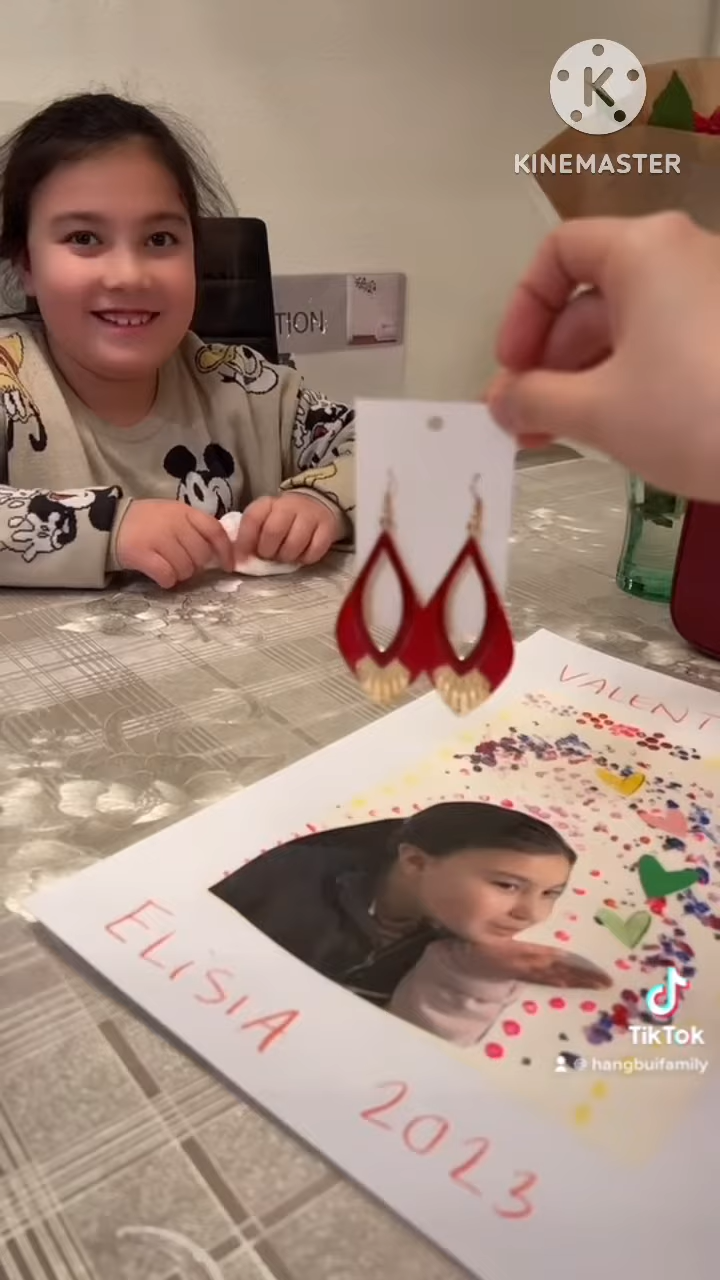 KINEMASTER
TION
VALENT
ELiSiA
2023
TikTok
@ hangbuifamily